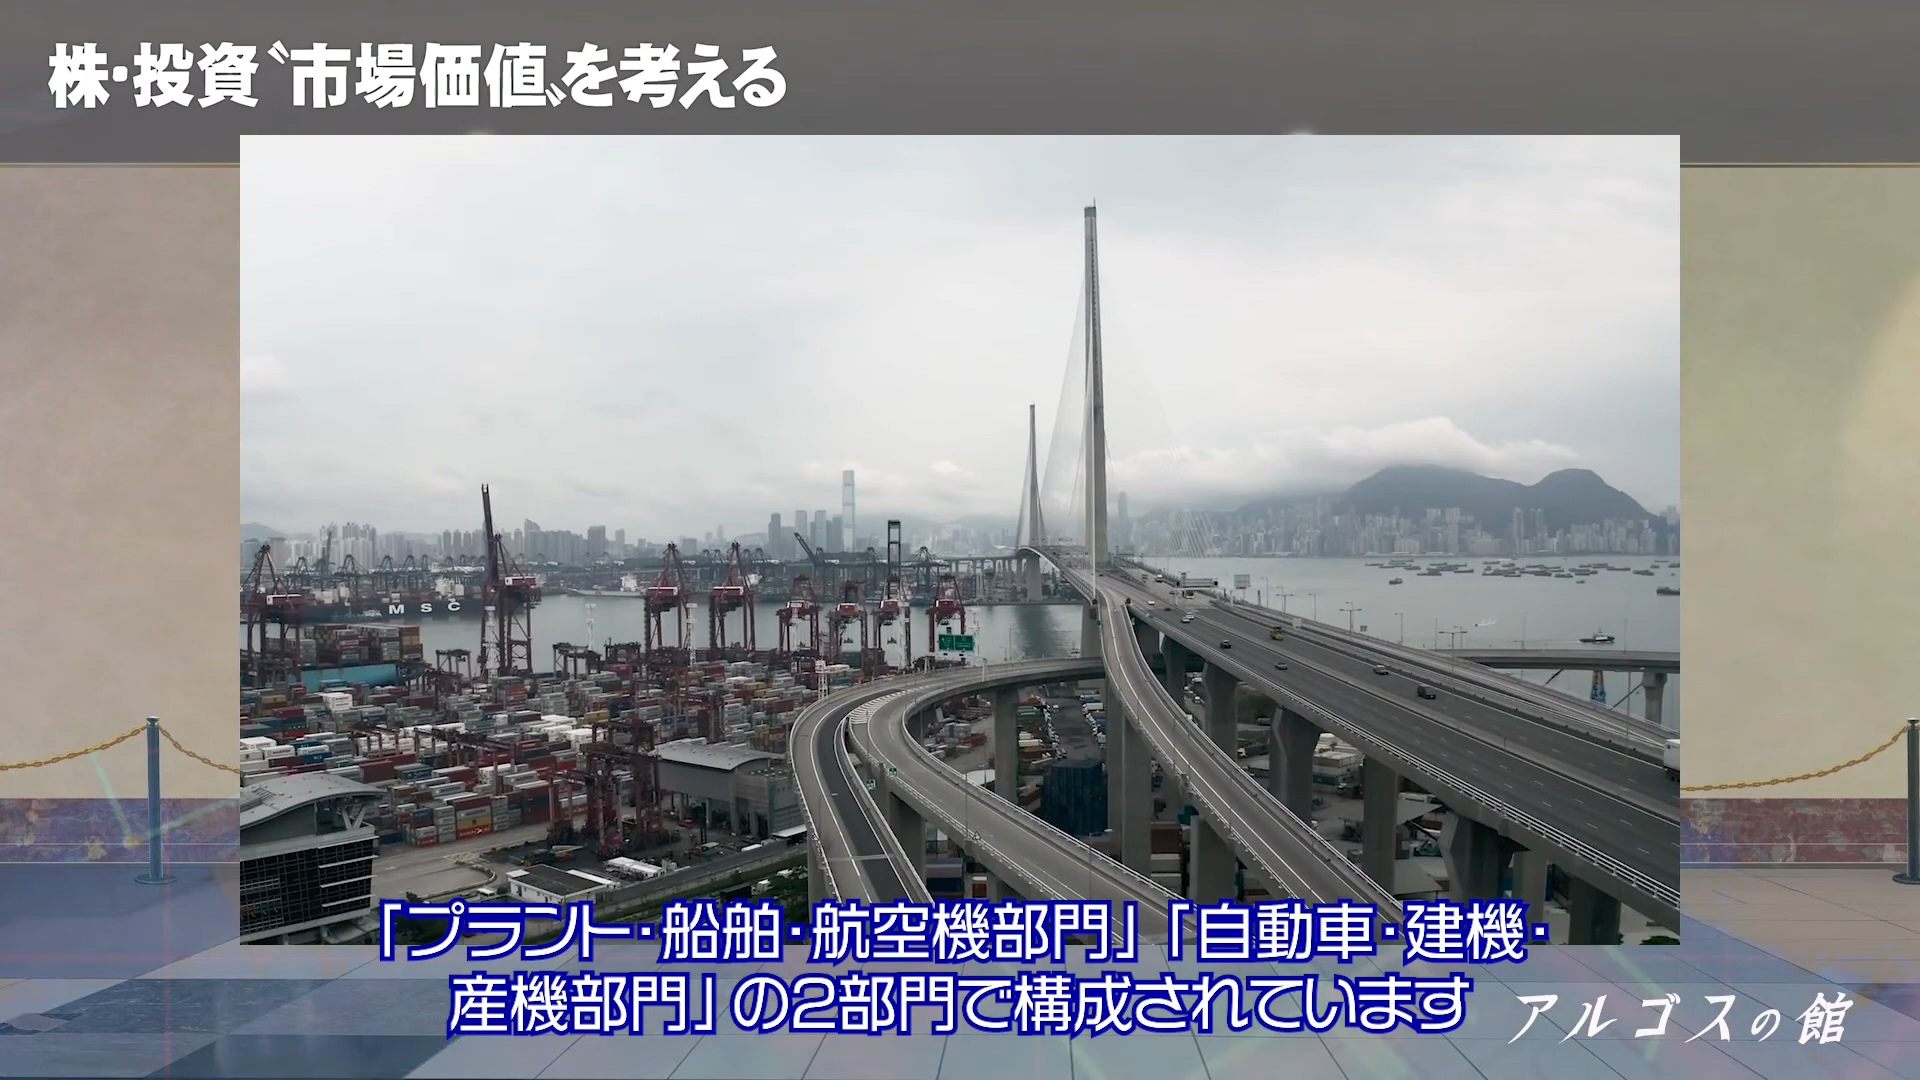 株・投資〝市場価値〟を考える
MSC
「プラント・船舶・航空機部門」「自動車・建機・
産機部門」の2部門で構成されています
アルゴスの館